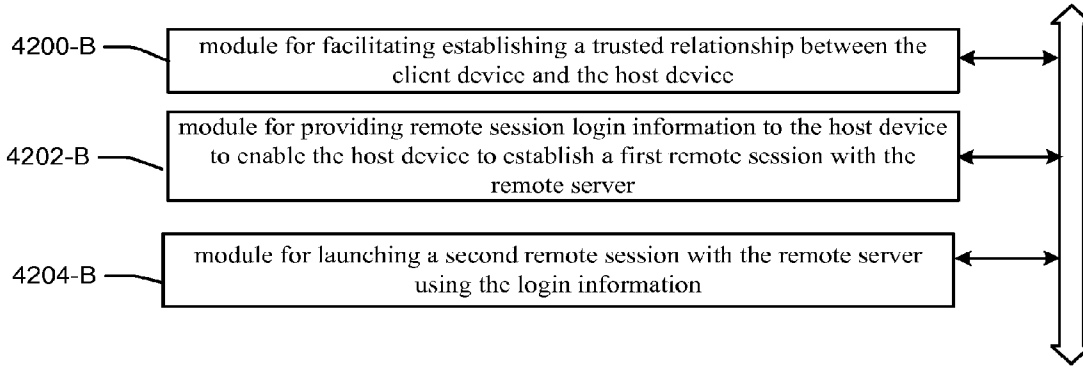 4200-B
module for facilitating establishing a trusted relationship between the
client device and the host device
4202-B
module for providing remote session login information to the host device
to enable the host device to establish a first remote session with the
remote server
4204-B
module for launching a second remote session with the remote server
using the login information